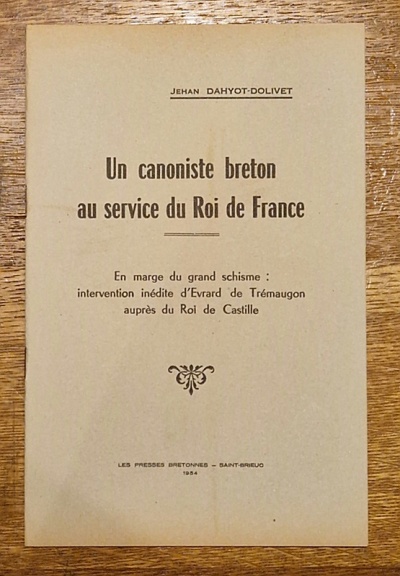 Jehan DAHYOT-DOLIVET
Un canoniste breton
au service du Roi de France
En marge du grand schisme :
intervention inédite d'Evrard de Trémaugon
auprès du Roi de Castille
LES PRESSES BRETONNES – SAINT-BRIEUC
1954